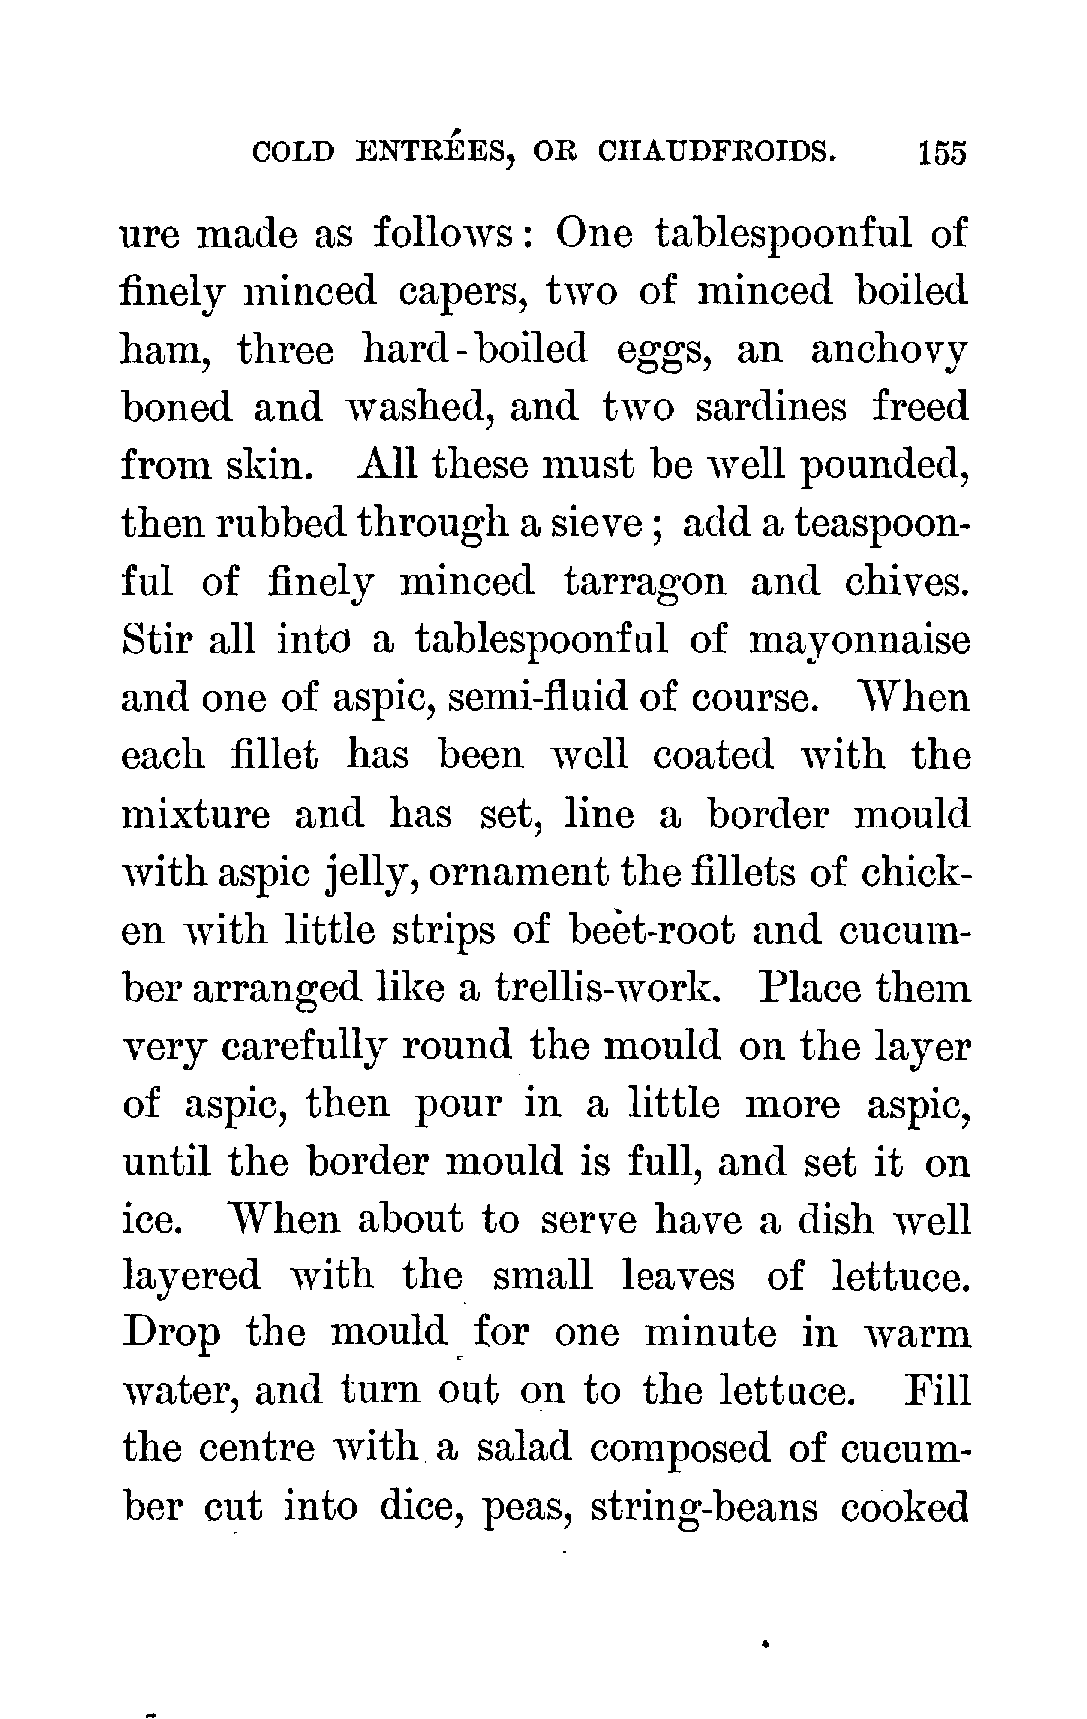 COLD ENTRÉES, OR CHAUDFROIDS. 155
ure made as follows: One tablespoonful of
finely minced capers, two of minced boiled
ham, three hard-boiled eggs, an anchovy
boned and washed, and two sardines freed
from skin. All these must be well pounded,
then rubbed through a sieve; add a teaspoon-
ful of finely minced tarragon and chives.
Stir all into a tablespoonful of mayonnaise
and one of aspic, semi-fluid of course. When
each fillet has been well coated with the
mixture and has set, line a border mould
with aspic jelly, ornament the fillets of chick-
en with little strips of beet-root and cucum-
ber arranged like a trellis-work. Place them
very carefully round the mould on the layer
of aspic, then pour in a little more aspic,
until the border mould is full, and set it on
ice. When about to serve have a dish well
layered with the small leaves of lettuce.
Drop the mould for one minute in warm
water, and turn out on to the lettuce. Fill
the centre with a salad composed of cucum-
ber cut into dice, peas, string-beans cooked